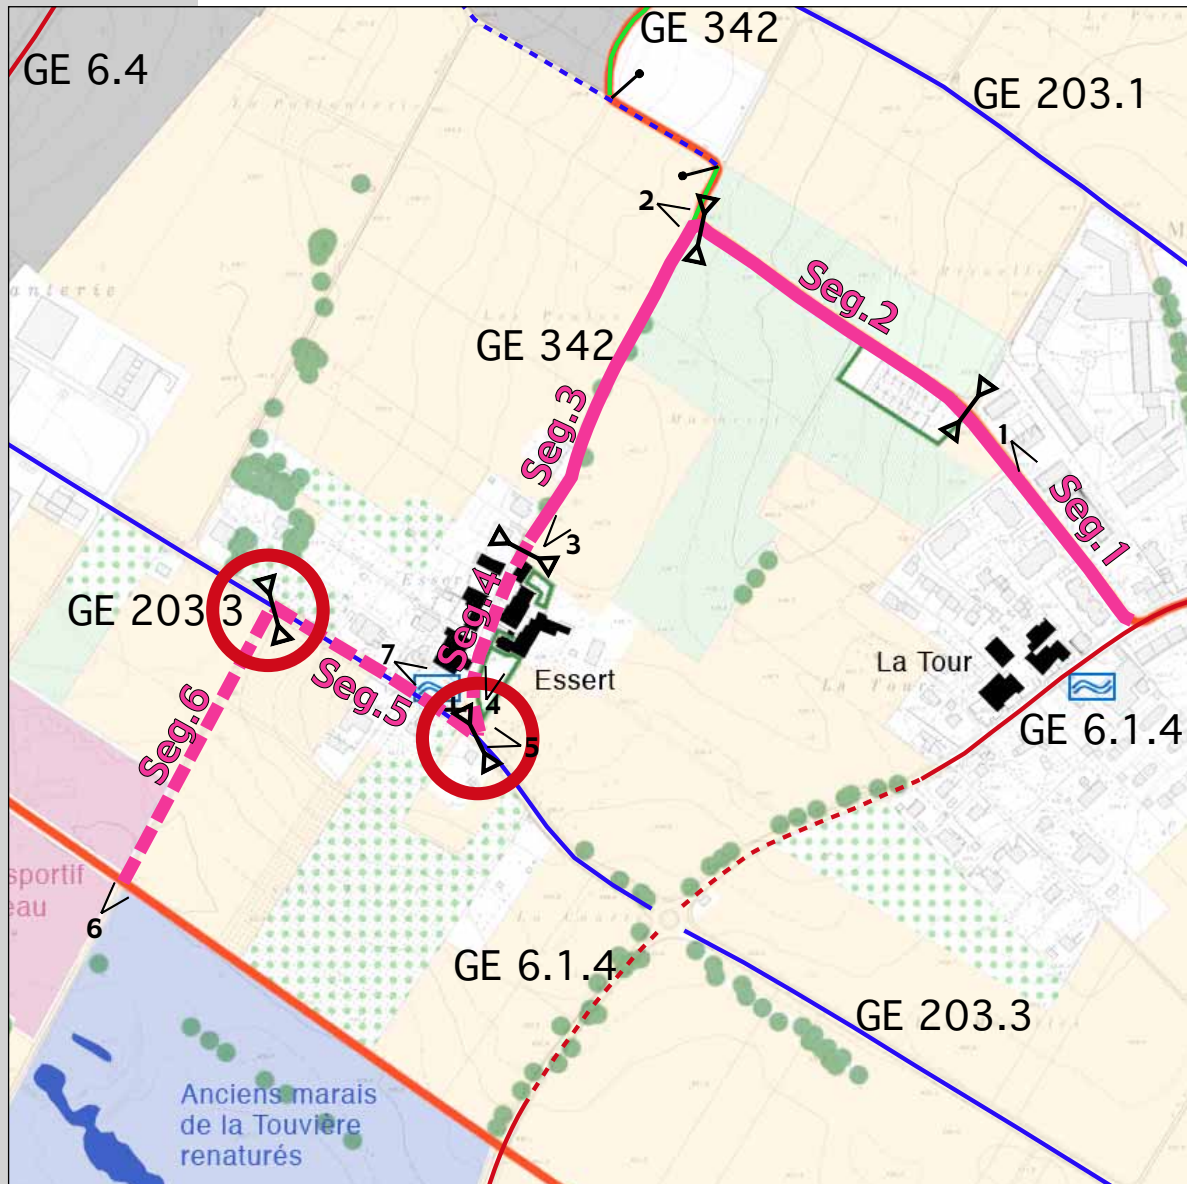 GE 342
GE 6.4
GE 203.1
2
Seg.2
anterie
GE 342
Seg.3
1
Seg.1
3
GE 203.3
Seg.4
7
Essert
La Tour
Seg.5
4
Seg.6
5
GE 6.1.4
sportif
eau
6
GE 6.1.4
GE 203.3
Anciens marais
de la Touvière
renaturés